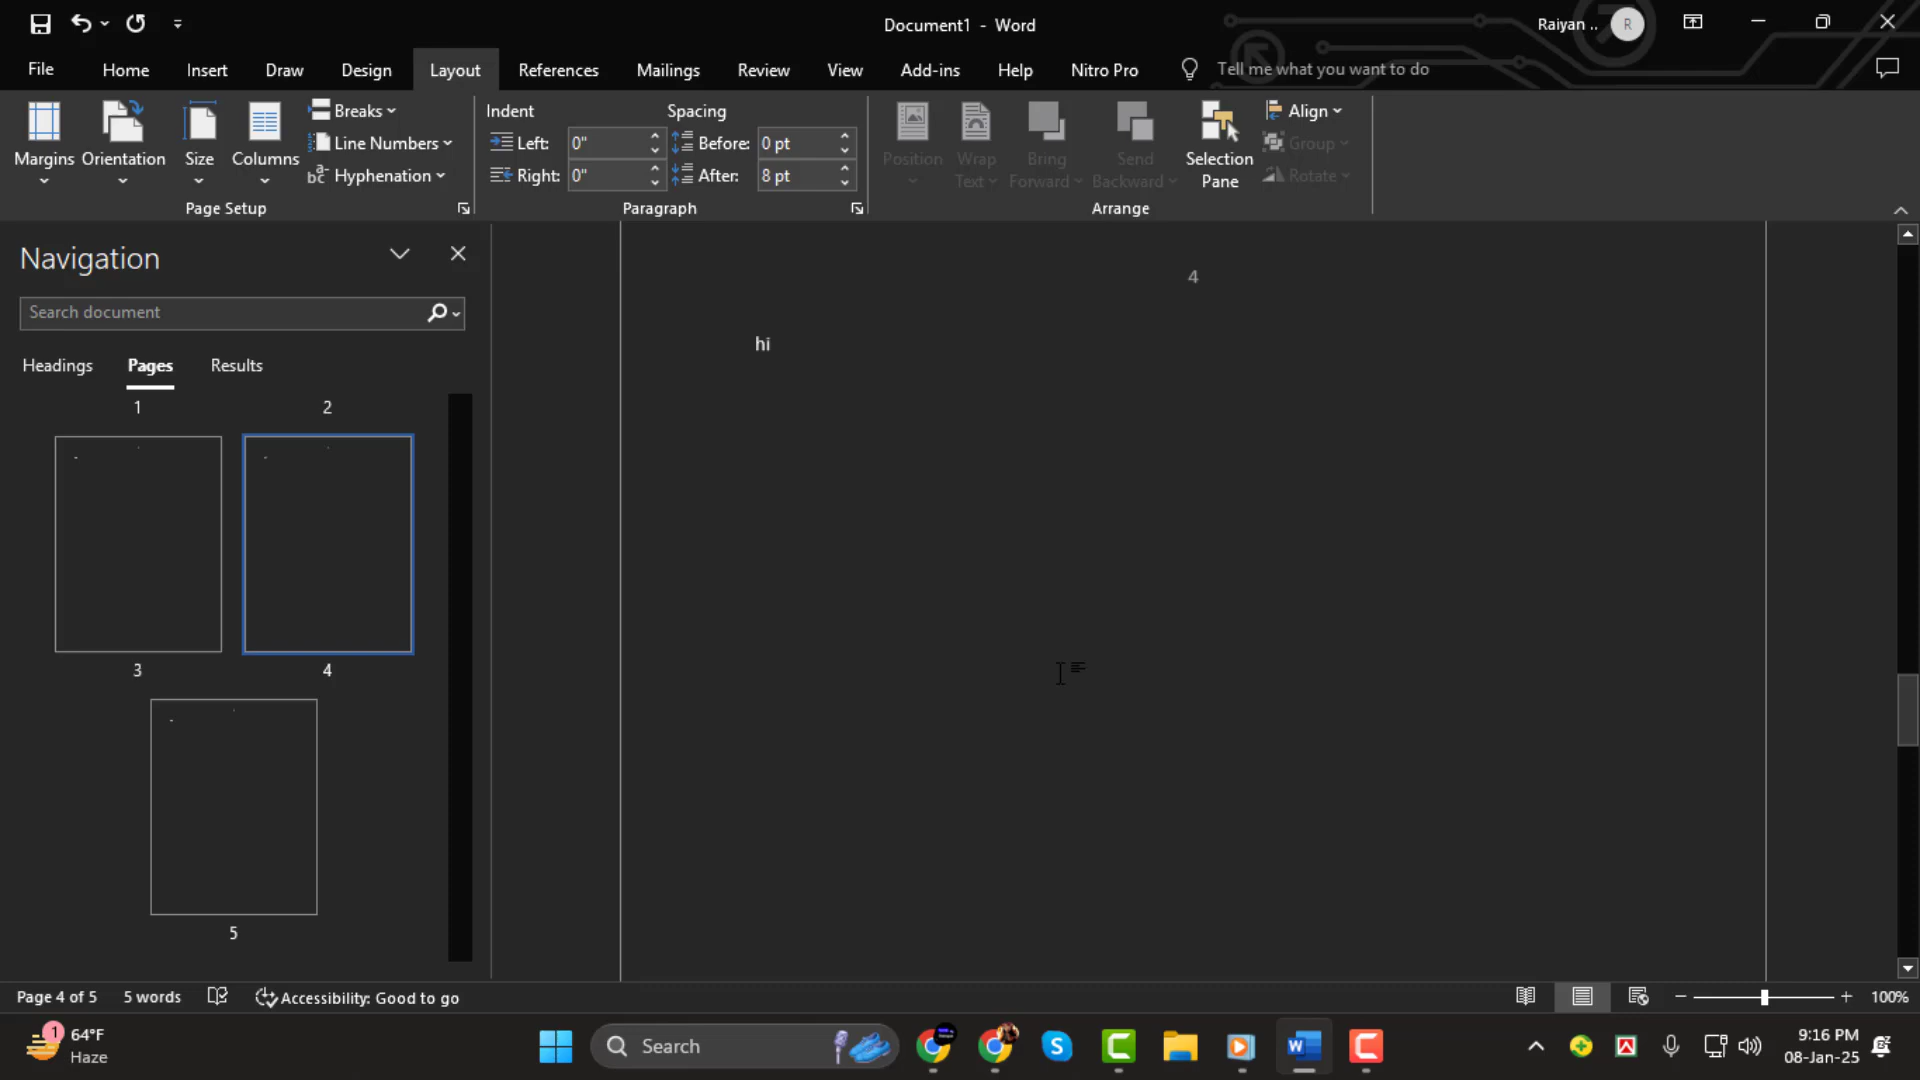 Document1 - Word
Raiyan ..
R
File
Home
Insert
Draw
Design
Layout
References
Mailings
Review
View
Add-ins
Help
Nitro Pro
Tell me what you want to do
Margins
Orientation
Size
Columns
Breaks
Line Numbers
Hyphenation
Page Setup
Indent
Spacing
Left:
0"
Before:
0 pt
Right:
0"
After:
8 pt
Paragraph
Position
Wrap
Text
Bring
Forward
Send
Backward
Selection
Pane
Align
Group
Rotate
Arrange
Navigation
Search document
Headings
Pages
Results
1
2
3
4
5
4
hi
Page 4 of 5
5 words
Accessibility: Good to go
100%
1
64°F
Haze
Search
9:16 PM
08-Jan-25